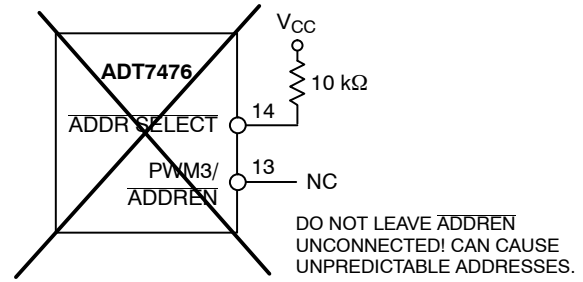 VCC
ADT7476
10 kΩ
ADDR SELECT
14
PWM3/
ADDREN
13
NC
DO NOT LEAVE ADDREN
UNCONNECTED! CAN CAUSE
UNPREDICTABLE ADDRESSES.